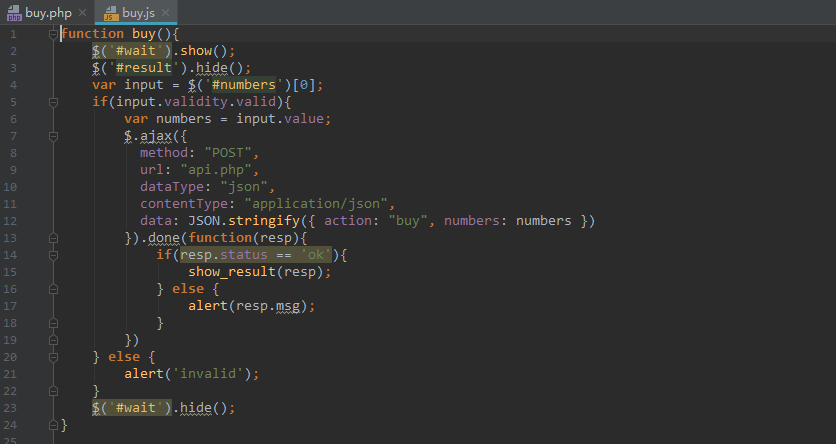 buy.php buy.js
1 function buy(){
2 $('#wait').show();
3 $('#result').hide();
4 var input = $('#numbers')[0];
5 if(input.validity.valid){
6 var numbers = input.value;
7 $.ajax({
8 method: "POST",
9 url: "api.php",
10 dataType: "json",
11 contentType: "application/json",
12 data: JSON.stringify({ action: "buy", numbers: numbers })
13 }).done(function(resp){
14 if(resp.status == 'ok'){
15 show_result(resp);
16 } else {
17 alert(resp.msg);
18 }
19 })
20 } else {
21 alert('invalid');
22 }
23 $('#wait').hide();
24 }
25